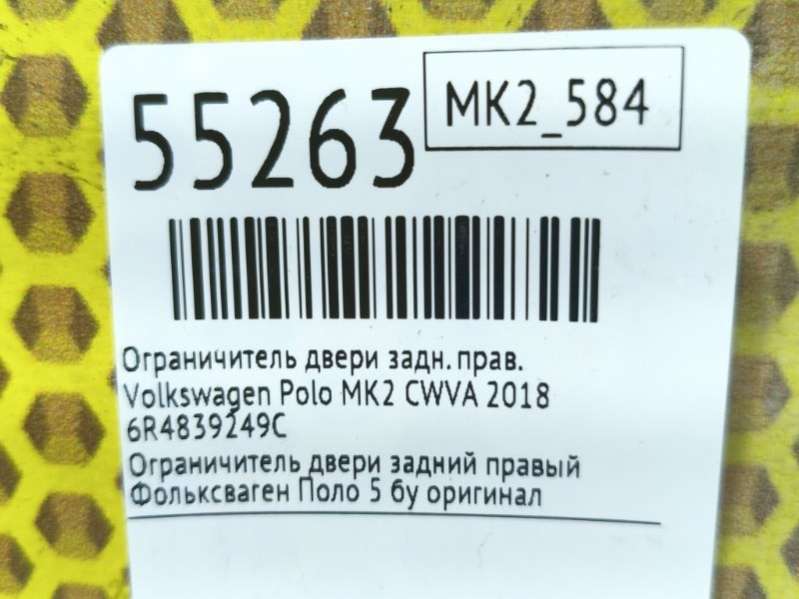 55263
MK2_584
Ограничитель двери задн. прав.
Volkswagen Polo MK2 CWVA 2018
6R4839249C
Ограничитель двери задний правый
Фольксваген Поло 5 бу оригинал